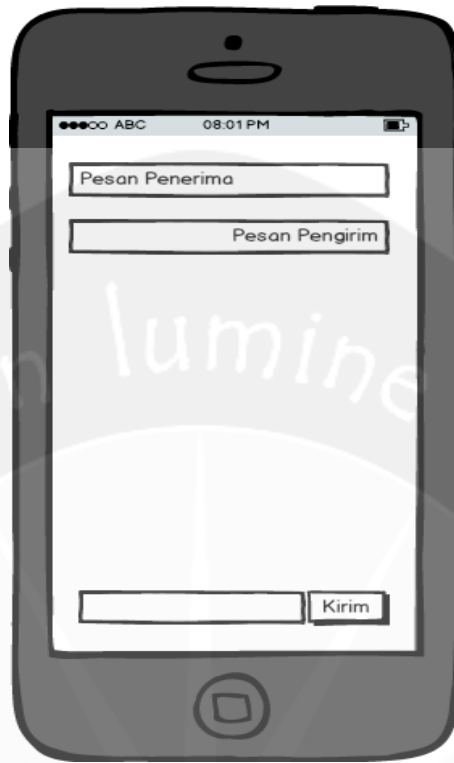 ABC 08:01 PM
Pesan Penerima
Pesan Pengirim
n lumine
Kirim